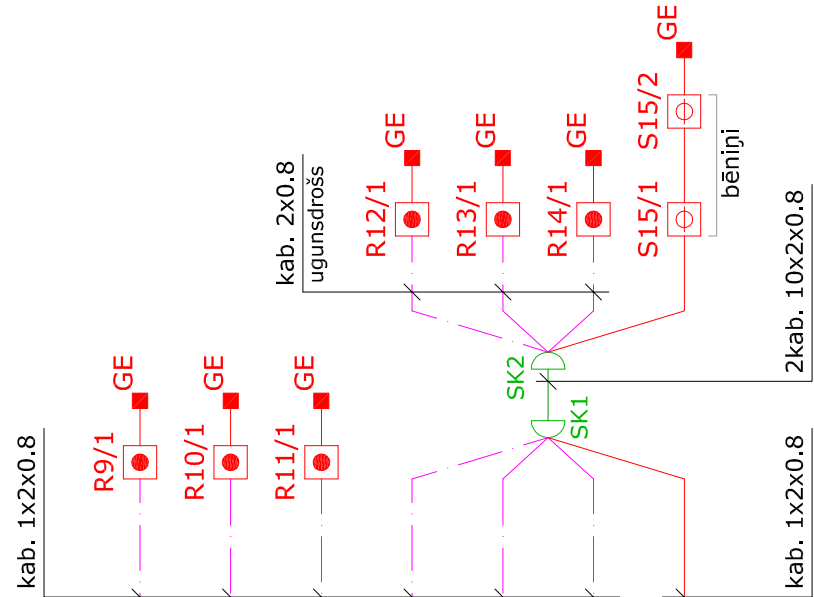 kab. 1x2x0.8
R9/1
GE
R10/1
GE
R11/1
GE
kab. 2x0.8
ugunsdrošs
R12/1
GE
R13/1
GE
R14/1
GE
S15/1
S15/2
GE
bēniņi
SK2
SK1
2kab. 10x2x0.8
kab. 1x2x0.8